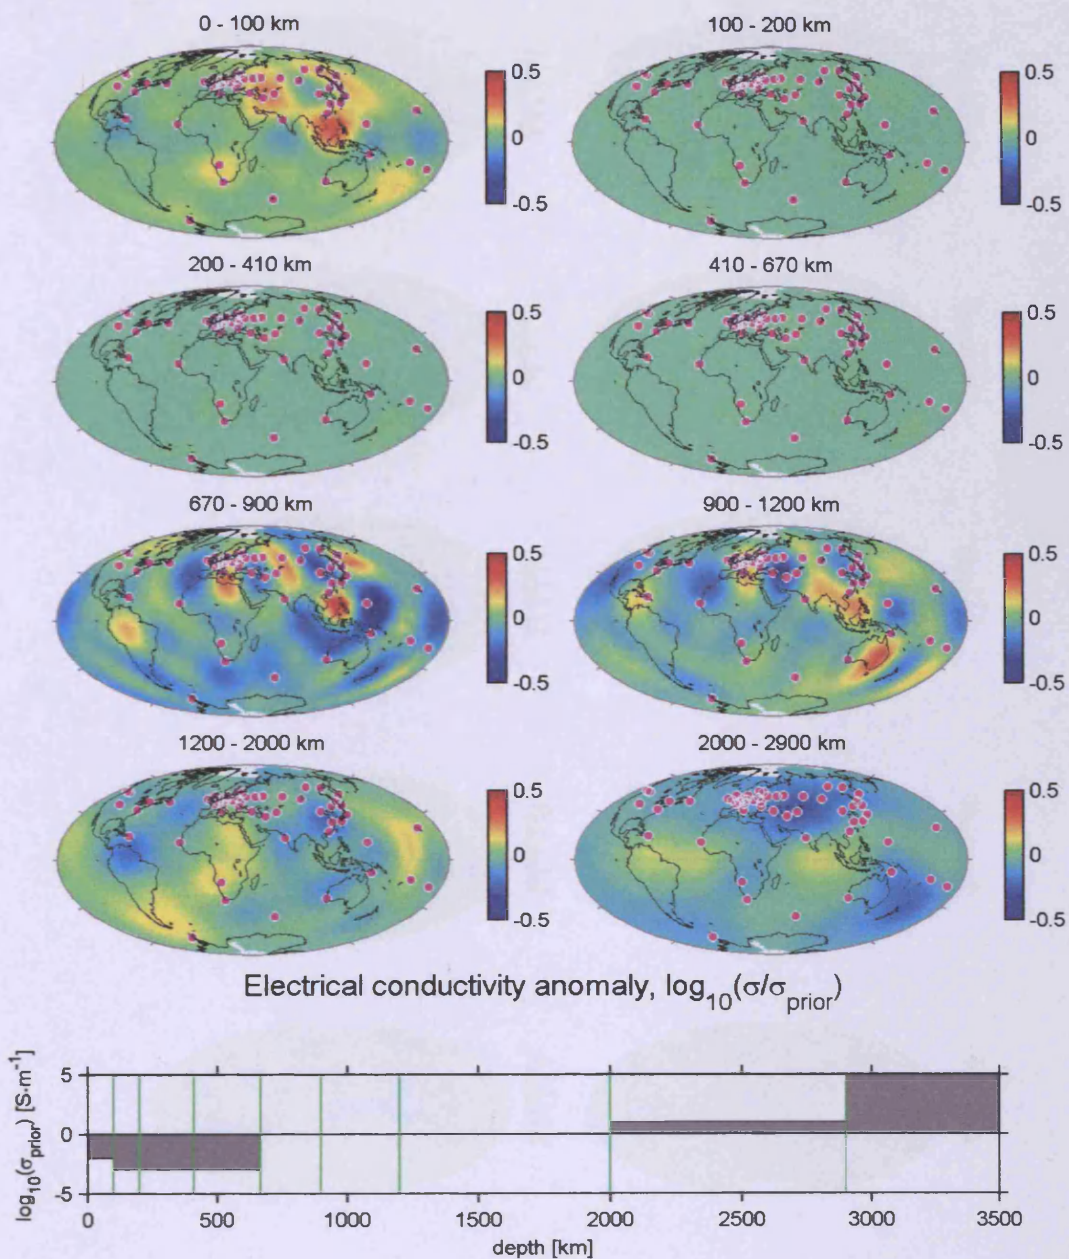 0 - 100 km
100 - 200 km
0.5
0
-0.5
0.5
0
-0.5
200 - 410 km
410 - 670 km
0.5
0
-0.5
0.5
0
-0.5
670 - 900 km
900 - 1200 km
0.5
0
-0.5
0.5
0
-0.5
1200 - 2000 km
2000 - 2900 km
0.5
0
-0.5
0.5
0
-0.5
Electrical conductivity anomaly, log₁₀(σ/σprior)
log₁₀(σprior) [S·m⁻¹]
5
0
-5
0 500 1000 1500 2000 2500 3000 3500
depth [km]